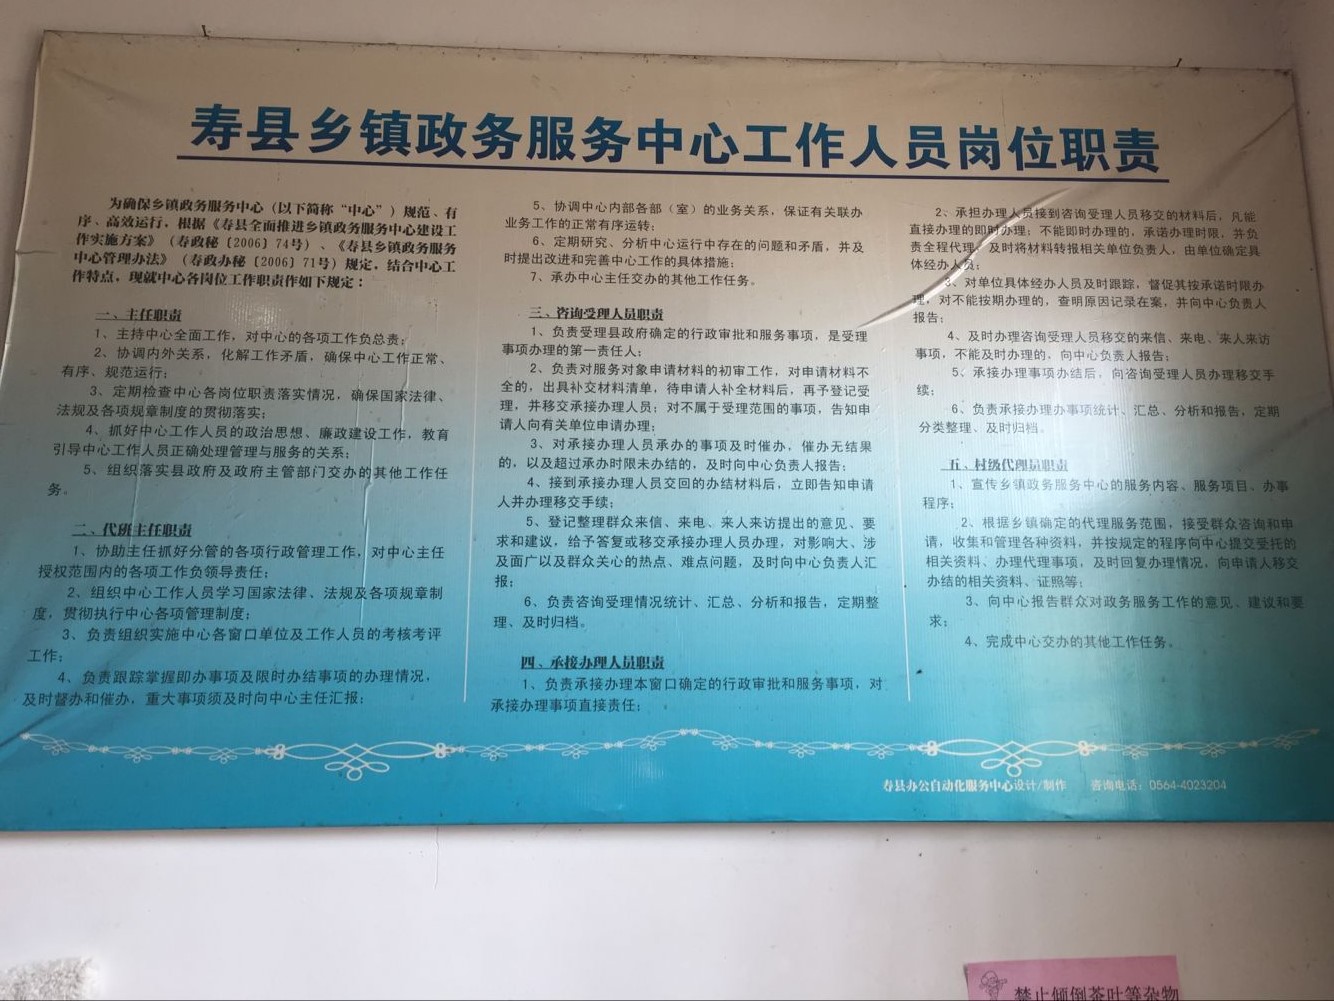 寿县乡镇政务服务中心工作人员岗位职责
为确保乡镇政务服务中心（以下简称“中心”）规范、有
序、高效运行，根据《寿县全面推进乡镇政务服务中心建设工
作实施方案》（寿政秘〔2006〕74号）、《寿县乡镇政务服务
中心管理办法》（寿政办秘〔2006〕71号）规定，结合中心工
作特点，现就中心各岗位工作职责作如下规定：
一、主任职责
1、主持中心全面工作，对中心的各项工作负总责；
2、协调内外关系，化解工作矛盾，确保中心工作正常、
有序、规范运行；
3、定期检查中心各岗位职责落实情况，确保国家法律、
法规及各项规章制度的贯彻落实；
4、抓好中心工作人员的政治思想、廉政建设工作，教育
引导中心工作人员正确处理管理与服务的关系；
5、组织落实县政府及政府主管部门交办的其他工作任
务。
二、代班主任职责
1、协助主任抓好分管的各项行政管理工作，对中心主任
授权范围内的各项工作负领导责任；
2、组织中心工作人员学习国家法律、法规及各项规章制
度，贯彻执行中心各项管理制度；
3、负责组织实施中心各窗口单位及工作人员的考核考评
工作；
4、负责跟踪掌握即办事项及限时办结事项的办理情况，
及时督办和催办，重大事项须及时向中心主任汇报；
5、协调中心内部各部（室）的业务关系，保证有关联办
业务工作的正常有序运转；
6、定期研究、分析中心运行中存在的问题和矛盾，并及
时提出改进和完善中心工作的具体措施；
7、承办中心主任交办的其他工作任务。
三、咨询受理人员职责
1、负责受理县政府确定的行政审批和服务事项，是受理
事项办理的第一责任人；
2、负责对服务对象申请材料的初审工作，对申请材料不
全的，出具补交材料清单，待申请人补全材料后，再予登记受
理，并移交承接办理人员；对不属于受理范围的事项，告知申
请人向有关单位申请办理；
3、对承接办理人员承办的事项及时催办，催办无结果
的，以及超过承办时限未办结的，及时向中心负责人报告；
4、接到承接办理人员交回的办结材料后，立即告知申请
人并办理移交手续；
5、登记整理群众来信、来电、来人来访提出的意见、要
求和建议，给予答复或移交承接办理人员办理，对影响大、涉
及面广以及群众关心的热点、难点问题，及时向中心负责人汇
报；
6、负责咨询受理情况统计、汇总、分析和报告，定期整
理、及时归档。
四、承接办理人员职责
1、负责承接办理本窗口确定的行政审批和服务事项，对
承接办理事项直接责任；
2、承担办理人员接到咨询受理人员移交的材料后，凡能
直接办理的即时办理；不能即时办理的，承诺办理时限，并负
责全程代理，及时将材料转报相关单位负责人，由单位确定具
体经办人员；
3、对单位具体经办人员及时跟踪，督促其按承诺时限办
理，对不能按期办理的，查明原因记录在案，并向中心负责人
报告；
4、及时办理咨询受理人员移交的来信、来电、来人来访
事项，不能及时办理的，向中心负责人报告；
5、承接办理事项办结后，向咨询受理人员办理移交手
续；
6、负责承接办理办事项统计、汇总、分析和报告，定期
分类整理、及时归档。
五、村级代理员职责
1、宣传乡镇政务服务中心的服务内容、服务项目、办事
程序；
2、根据乡镇确定的代理服务范围，接受群众咨询和申
请，收集和管理各种资料，并按规定的程序向中心提交受托的
相关资料、办理代理事项，及时回复办理情况，向申请人移交
办结的相关资料、证照等；
3、向中心报告群众对政务服务工作的意见、建议和要
求；
4、完成中心交办的其他工作任务。
寿县办公自动化服务中心设计/制作 咨询电话：0564-4023204
禁止倾倒茶叶等杂物